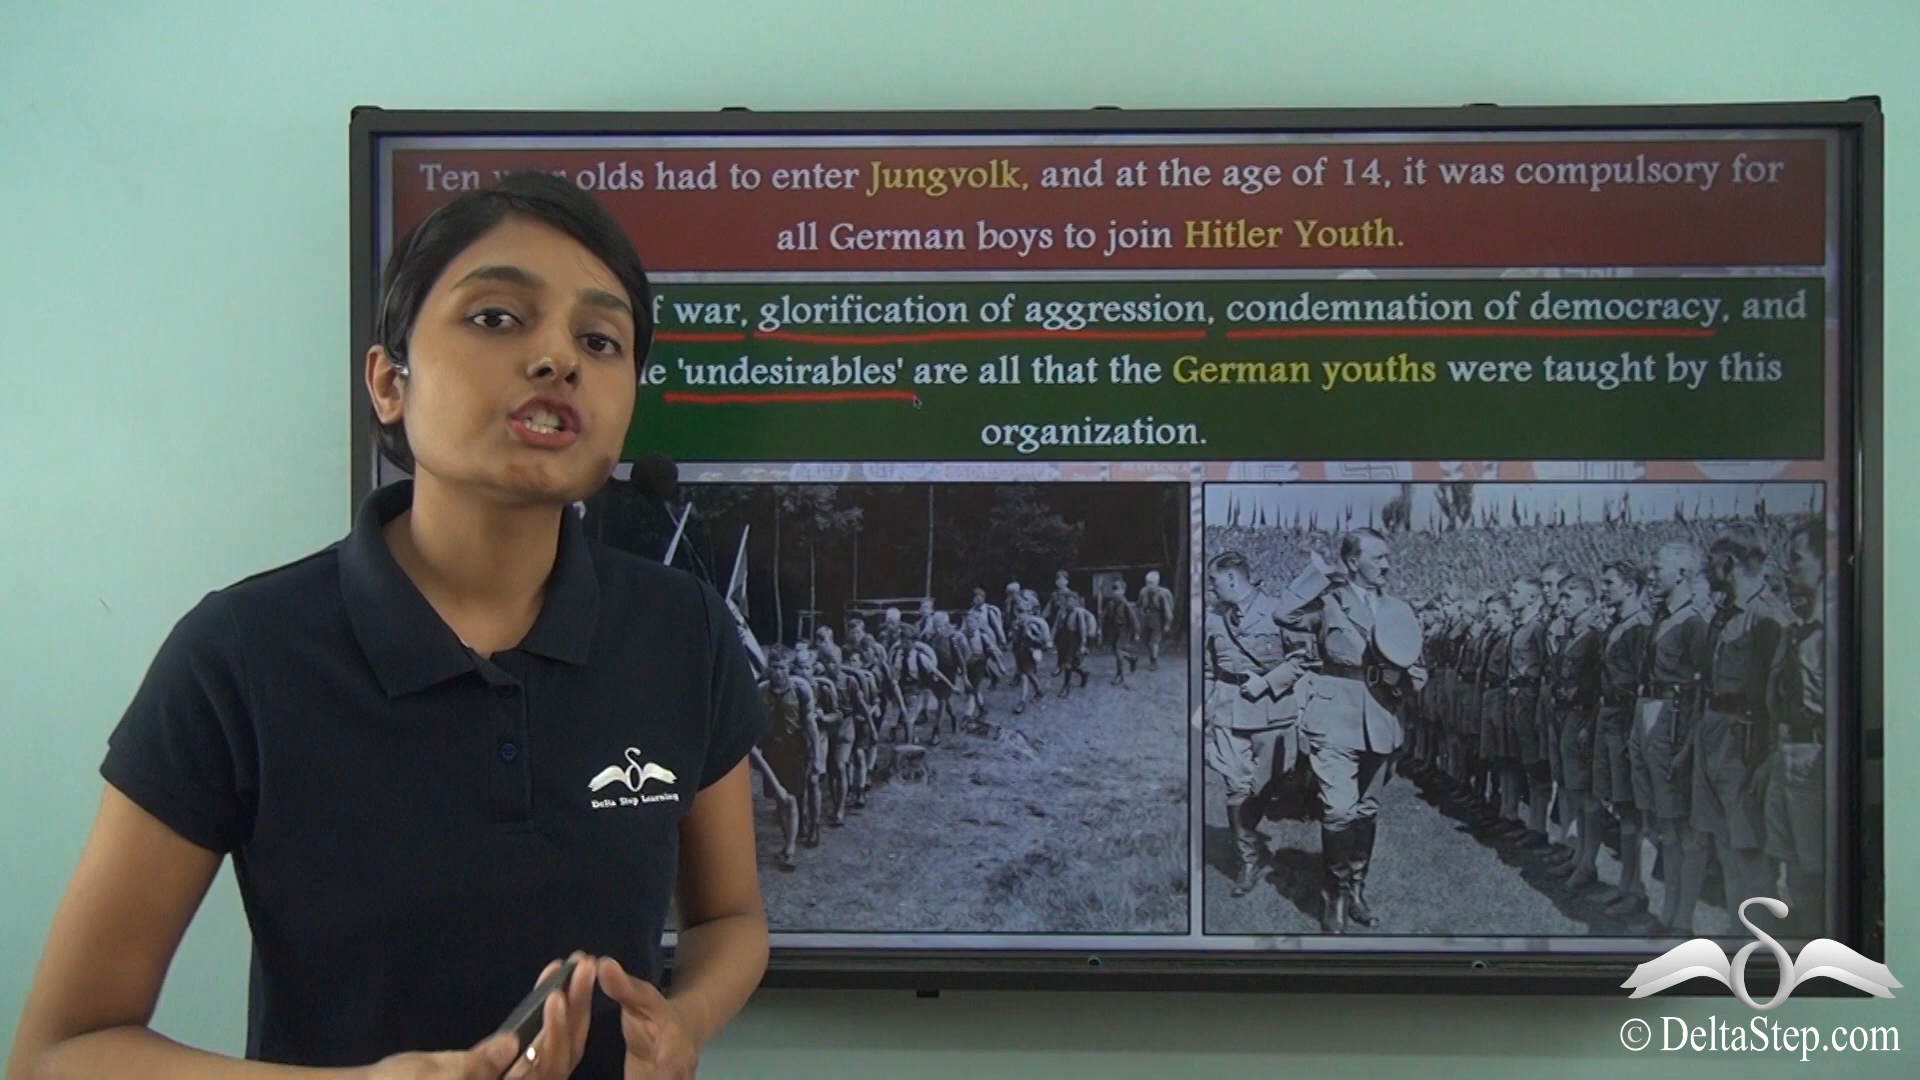 Ten olds had to enter Jungvolk, and at the age of 14, it was compulsory for
all German boys to join Hitler Youth.
war, glorification of aggression, condemnation of democracy, and
'undesirables' are all that the German youths were taught by this
organization.
Delta Step Learning
© DeltaStep.com